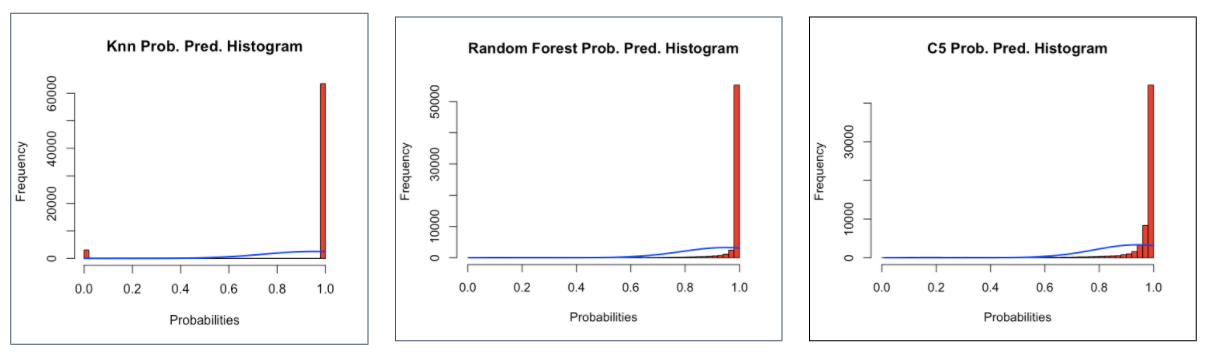 Knn Prob. Pred. Histogram
Frequency
0
20000
40000
60000
0.0 0.2 0.4 0.6 0.8 1.0
Probabilities
Random Forest Prob. Pred. Histogram
Frequency
0
10000
30000
50000
0.0 0.2 0.4 0.6 0.8 1.0
Probabilities
C5 Prob. Pred. Histogram
Frequency
0
10000
30000
0.0 0.2 0.4 0.6 0.8 1.0
Probabilities